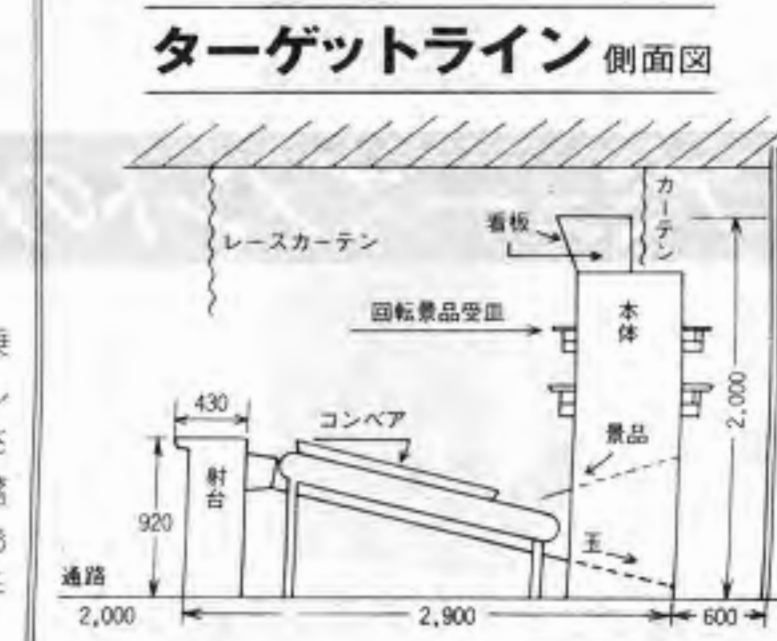 ターゲットライン 側面図
カーテン
看板
レースカーテン
回転景品受皿
本体
2,000
430
コンベア
景品
射台
920
玉
通路
2,000
2,900
600